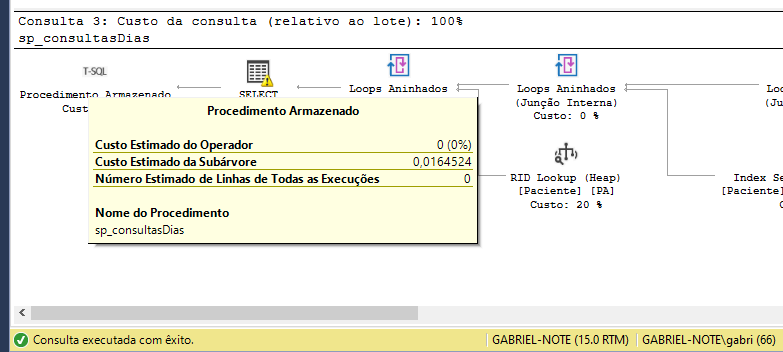 Consulta 3: Custo da consulta (relativo ao lote): 100%
sp_consultasDias
T-SQL
Procedimento Armazenado
SELECT
Loops Aninhados
Loops Aninhados
(Junção Interna)
Custo: 0 %
Procedimento Armazenado
Custo Estimado do Operador 0 (0%)
Custo Estimado da Subárvore 0,0164524
Número Estimado de Linhas de Todas as Execuções 0
Nome do Procedimento
sp_consultasDias
RID Lookup (Heap)
[Paciente] [PA]
Custo: 20 %
Index Se
[Paciente]
Consulta executada com êxito.
GABRIEL-NOTE (15.0 RTM)
GABRIEL-NOTE\gabri (66)